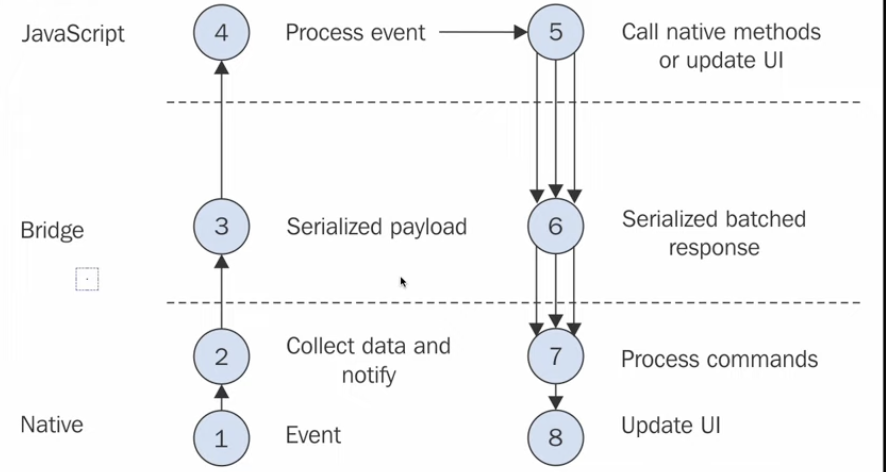 JavaScript
4
Process event
5
Call native methods
or update UI
Bridge
3
Serialized payload
6
Serialized batched
response
2
Collect data and
notify
7
Process commands
Native
1
Event
8
Update UI